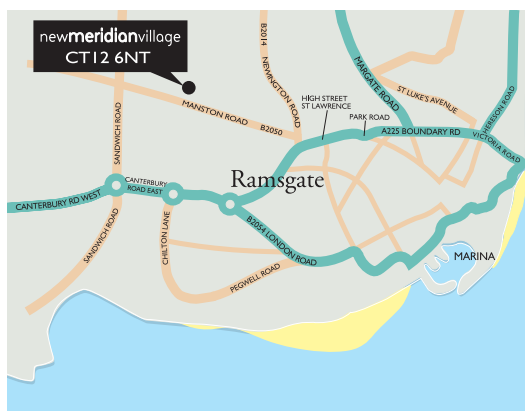 newmeridianvillage
CT12 6NT
B2014
NEWINGTON ROAD
MARGATE ROAD
ST LUKE'S AVENUE
HERESON ROAD
HIGH STREET
ST LAWRENCE
PARK ROAD
MANSTON ROAD B2050
A225 BOUNDARY RD
VICTORIA ROAD
SANDWICH ROAD
CANTERBURY
ROAD EAST
Ramsgate
CANTERBURY RD WEST
SANDWICH ROAD
CHILTON LANE
B2054 LONDON ROAD
PEGWELL ROAD
MARINA